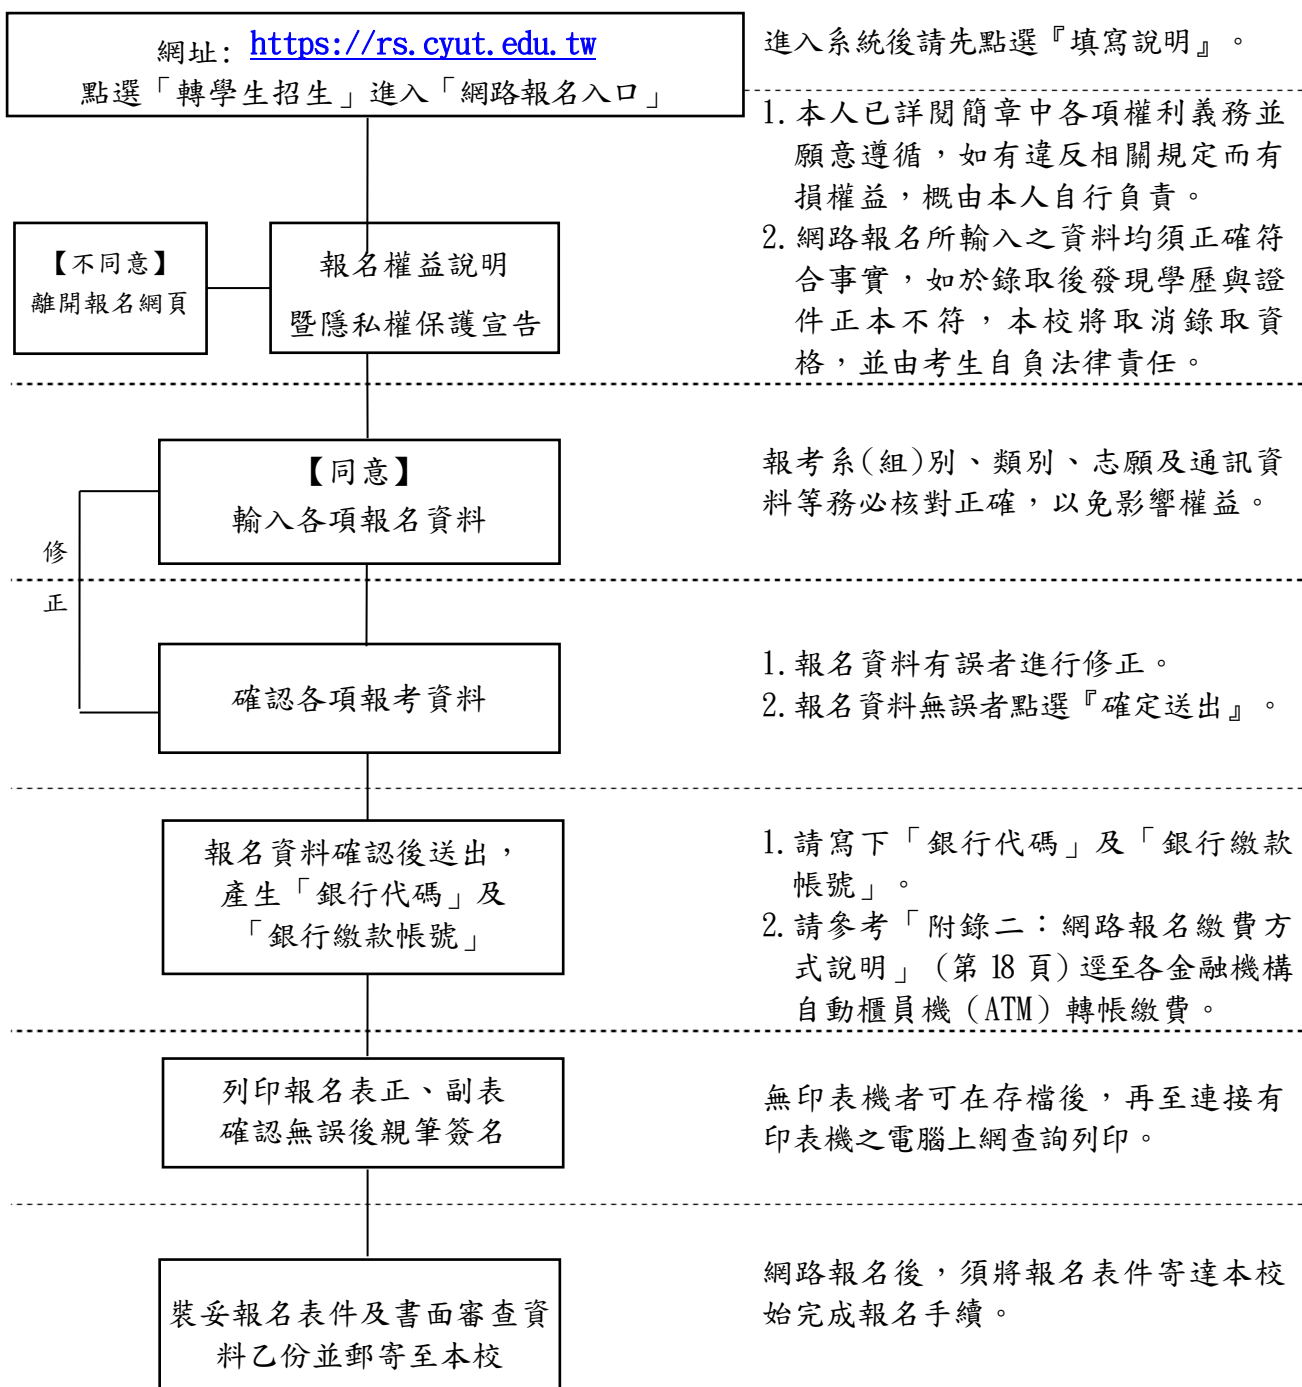 網址: https://rs.cyut.edu.tw
點選「轉學生招生」進入「網路報名入口」
進入系統後請先點選『填寫說明』。
1.本人已詳閱簡章中各項權利義務並
願意遵循，如有違反相關規定而有
損權益，概由本人自行負責。
2.網路報名所輸入之資料均須正確符
合事實，如於錄取後發現學歷與證
件正本不符，本校將取消錄取資
格，並由考生自負法律責任。
【不同意】
離開報名網頁
報名權益說明
暨隱私權保護宣告
【同意】
輸入各項報名資料
報考系(組)別、類別、志願及通訊資
料等務必核對正確，以免影響權益。
修
正
確認各項報考資料
1.報名資料有誤者進行修正。
2.報名資料無誤者點選『確定送出』。
報名資料確認後送出，
產生「銀行代碼」及
「銀行繳款帳號」
1.請寫下「銀行代碼」及「銀行繳款
帳號」。
2.請參考「附錄二：網路報名繳費方
式說明」(第 18 頁)逕至各金融機構
自動櫃員機（ATM）轉帳繳費。
列印報名表正、副表
確認無誤後親筆簽名
無印表機者可在存檔後，再至連接有
印表機之電腦上網查詢列印。
裝妥報名表件及書面審查資
料乙份並郵寄至本校
網路報名後，須將報名表件寄達本校
始完成報名手續。